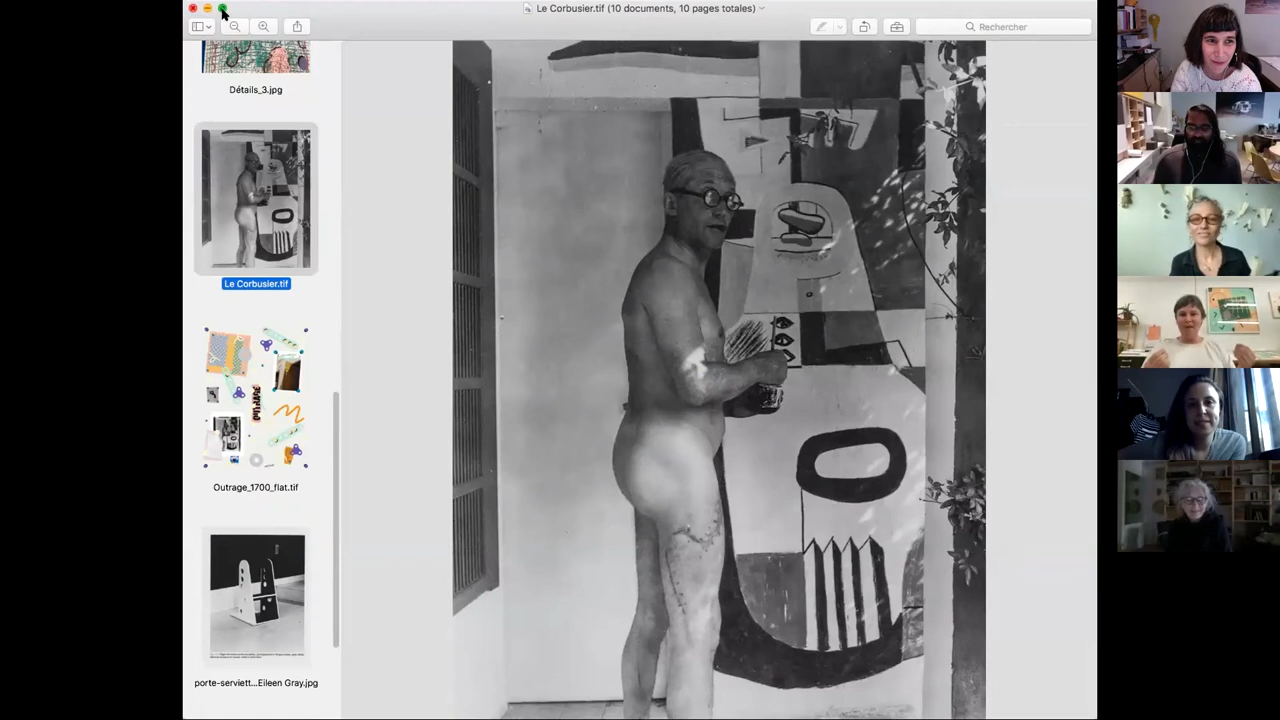 Le Corbusier.tif (10 documents, 10 pages totales)
Rechercher
Détails_3.jpg
Le Corbusier.tif
Outrage_1700_flat.tif
porte-serviett...Eileen Gray.jpg